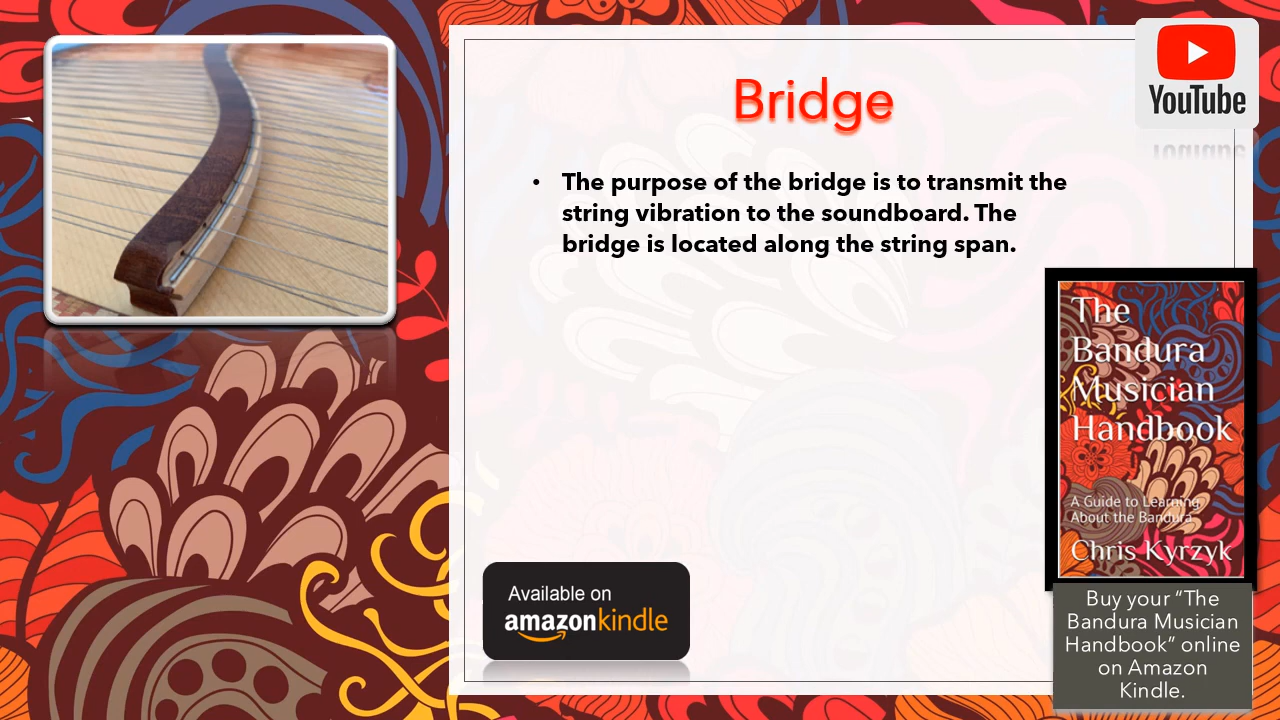 YouTube
Bridge
• The purpose of the bridge is to transmit the
string vibration to the soundboard. The
bridge is located along the string span.
The
Bandura
Musician
Handbook
A Guide to Learning
About the Bandura
Chris Kyrzyk
Available on
amazonkindle
Buy your “The
Bandura Musician
Handbook” online
on Amazon
Kindle.